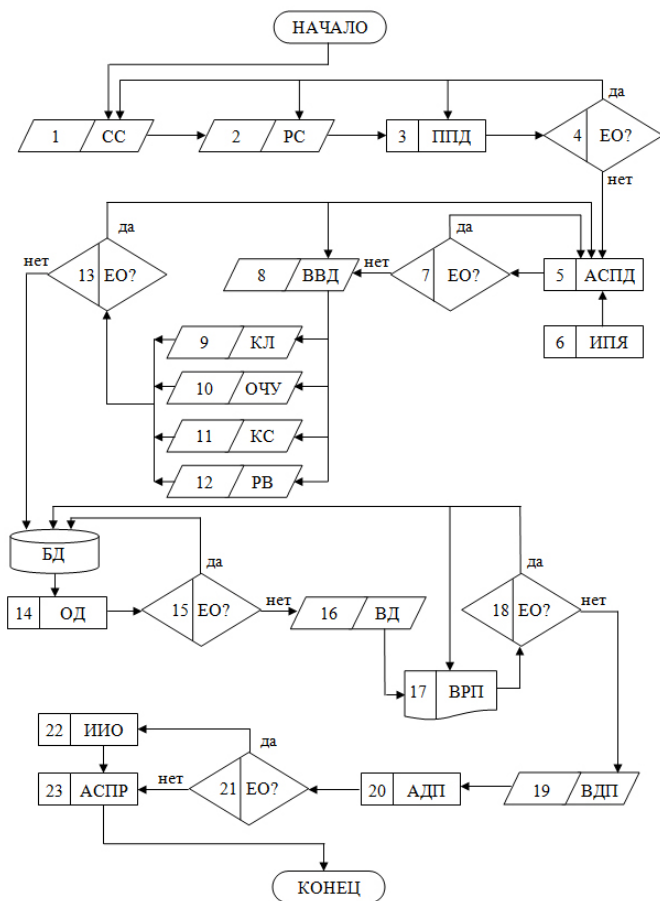 НАЧАЛО
да
1 СС 2 РС 3 ППД 4 ЕО?
нет
да да
нет 13 ЕО? 8 ВВД нет 7 ЕО? 5 АСПД
6 ИПЯ
9 КЛ
10 ОЧУ
11 КС
12 РВ
БД
да да
14 ОД 15 ЕО? нет 16 ВД 18 ЕО? нет
17 ВРП
22 ИИО
да
23 АСПР нет 21 ЕО? 20 АДП 19 ВДП
КОНЕЦ